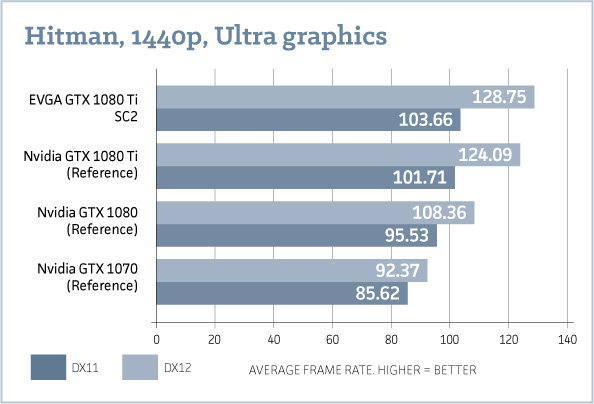 Hitman, 1440p, Ultra graphics
EVGA GTX 1080 Ti
SC2
128.75
103.66
Nvidia GTX 1080 Ti
(Reference)
124.09
101.71
Nvidia GTX 1080
(Reference)
108.36
95.53
Nvidia GTX 1070
(Reference)
92.37
85.62
0 20 40 60 80 100 120 140
DX11 DX12 AVERAGE FRAME RATE. HIGHER = BETTER